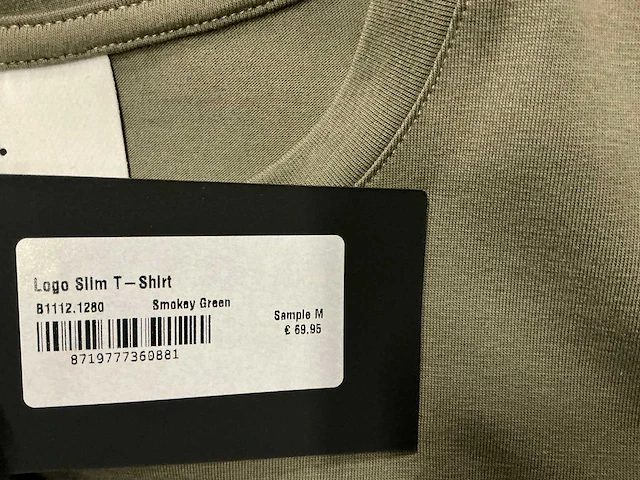 Logo Slim T-Shirt
B1112.1280 Smokey Green
Sample M
€ 69.95
8719777360881